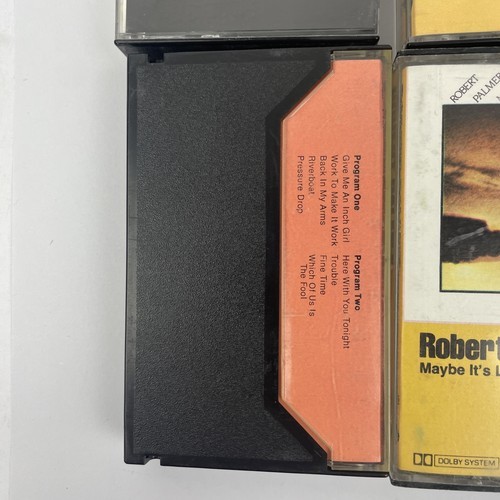 Program One
Give Me An Inch Girl
Work To Make It Work
Back In My Arms
Riverboat
Pressure Drop
Program Two
Here With You Tonight
Trouble
Fine Time
Which Of Us Is
The Fool
ROBERT
PALMER
Robert
Maybe It's L
DOLBY SYSTEM